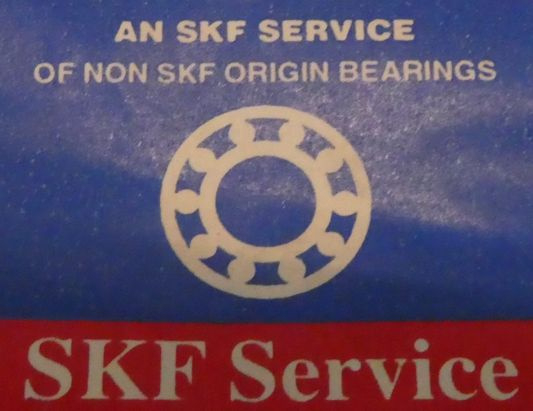 AN SKF SERVICE
OF NON SKF ORIGIN BEARINGS
SKF Service